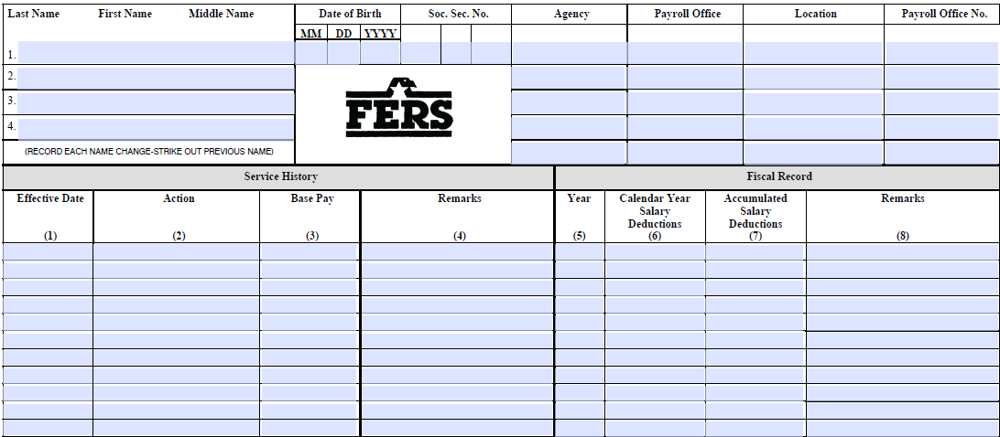 Last Name First Name Middle Name Date of Birth Soc. Sec. No. Agency Payroll Office Location Payroll Office No.
MM DD YYYY
1.
2.
3.
4.
FERS
(RECORD EACH NAME CHANGE-STRIKE OUT PREVIOUS NAME)
Service History Fiscal Record
Effective Date Action Base Pay Remarks Year Calendar Year Accumulated Remarks
Salary Salary
Deductions Deductions
(1) (2) (3) (4) (5) (6) (7) (8)